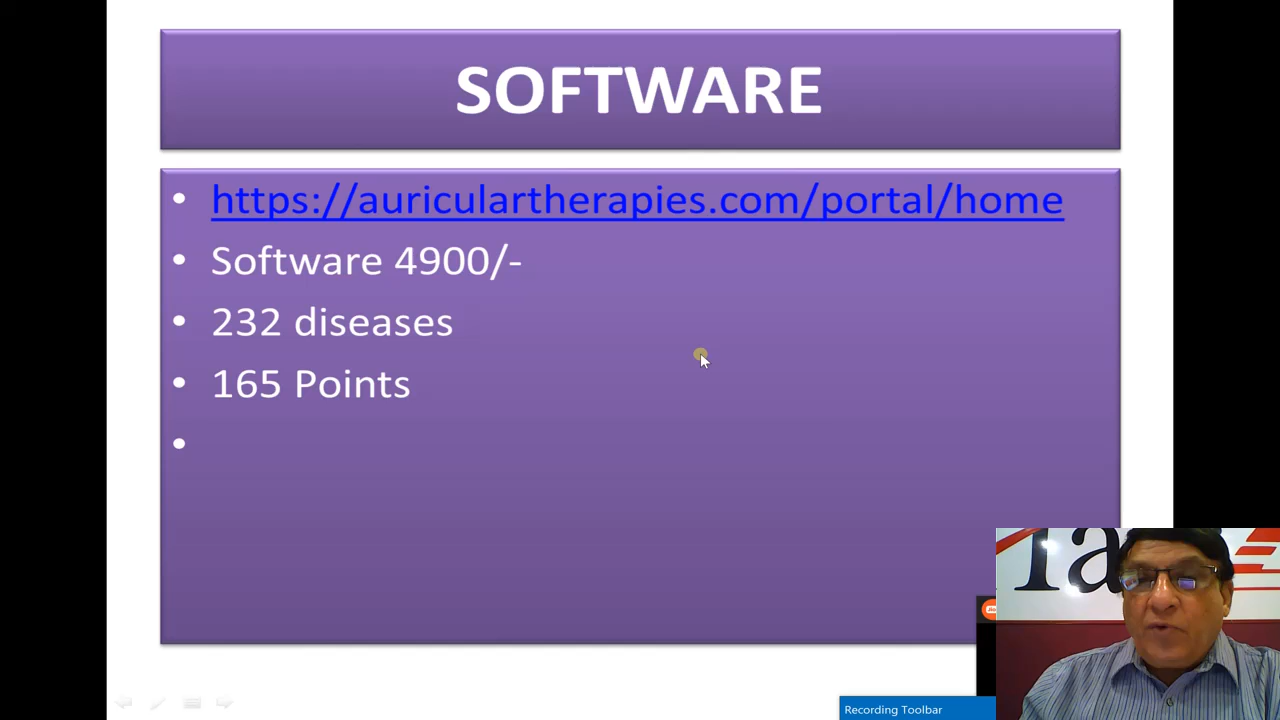 SOFTWARE
• https://auriculartherapies.com/portal/home
• Software 4900/-
• 232 diseases
• 165 Points
•
Recording Toolbar